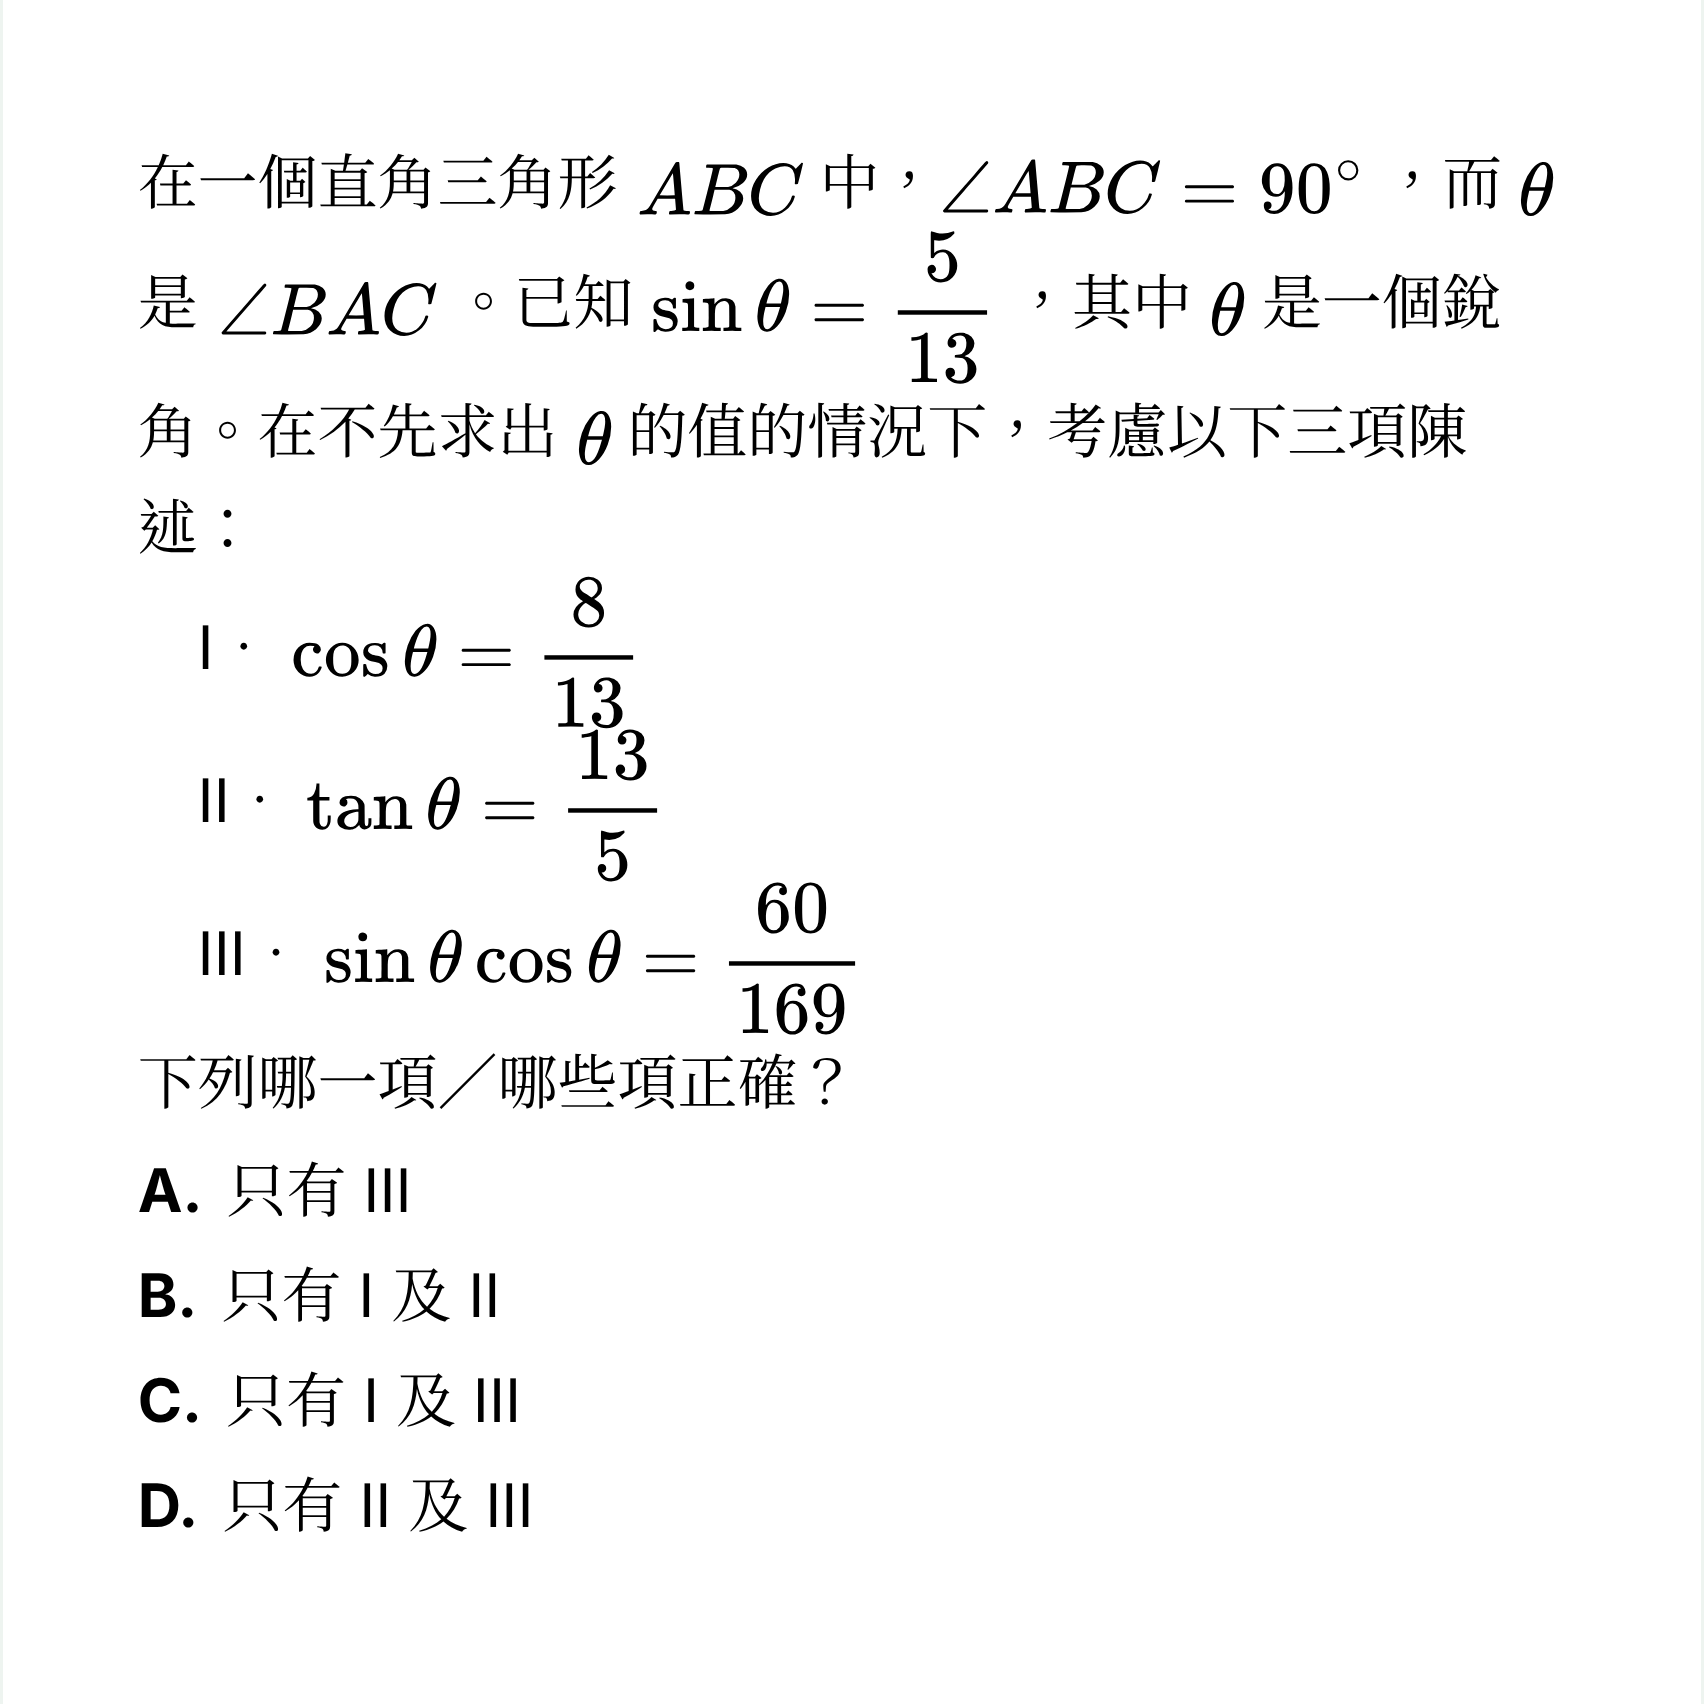 在一個直角三角形 ABC 中，∠ABC = 90° ，而 θ
是 ∠BAC 。已知 sin θ = 5/13 ，其中 θ 是一個銳
角。在不先求出 θ 的值的情況下，考慮以下三項陳
述：
I． cos θ = 8/13
II． tan θ = 13/5
III． sin θ cos θ = 60/169
下列哪一項／哪些項正確？
A. 只有 III
B. 只有 I 及 II
C. 只有 I 及 III
D. 只有 II 及 III